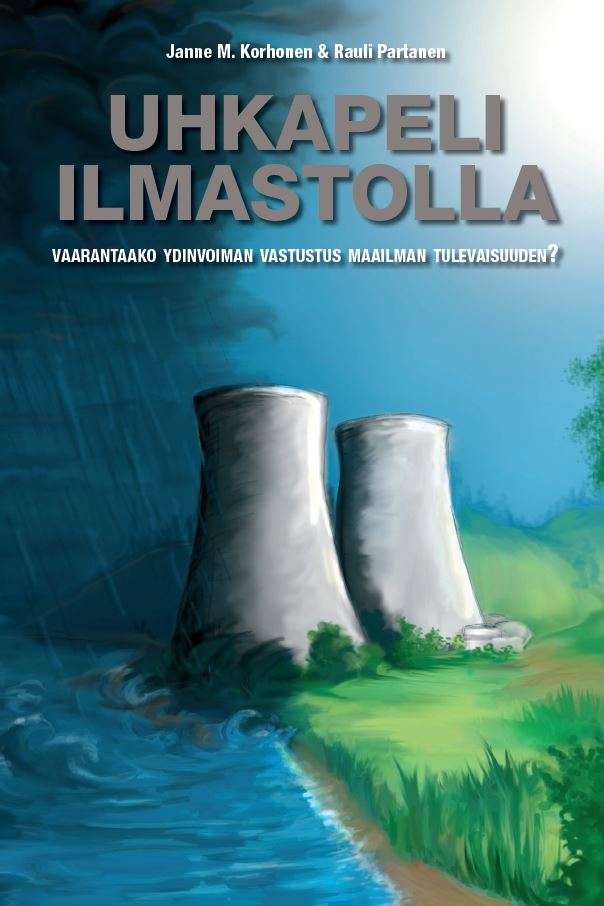 Janne M. Korhonen & Rauli Partanen
UHKAPELI
ILMASTOLLA
VAARANTAAKO YDINVOIMAN VASTUSTUS MAAILMAN TULEVAISUUDEN?